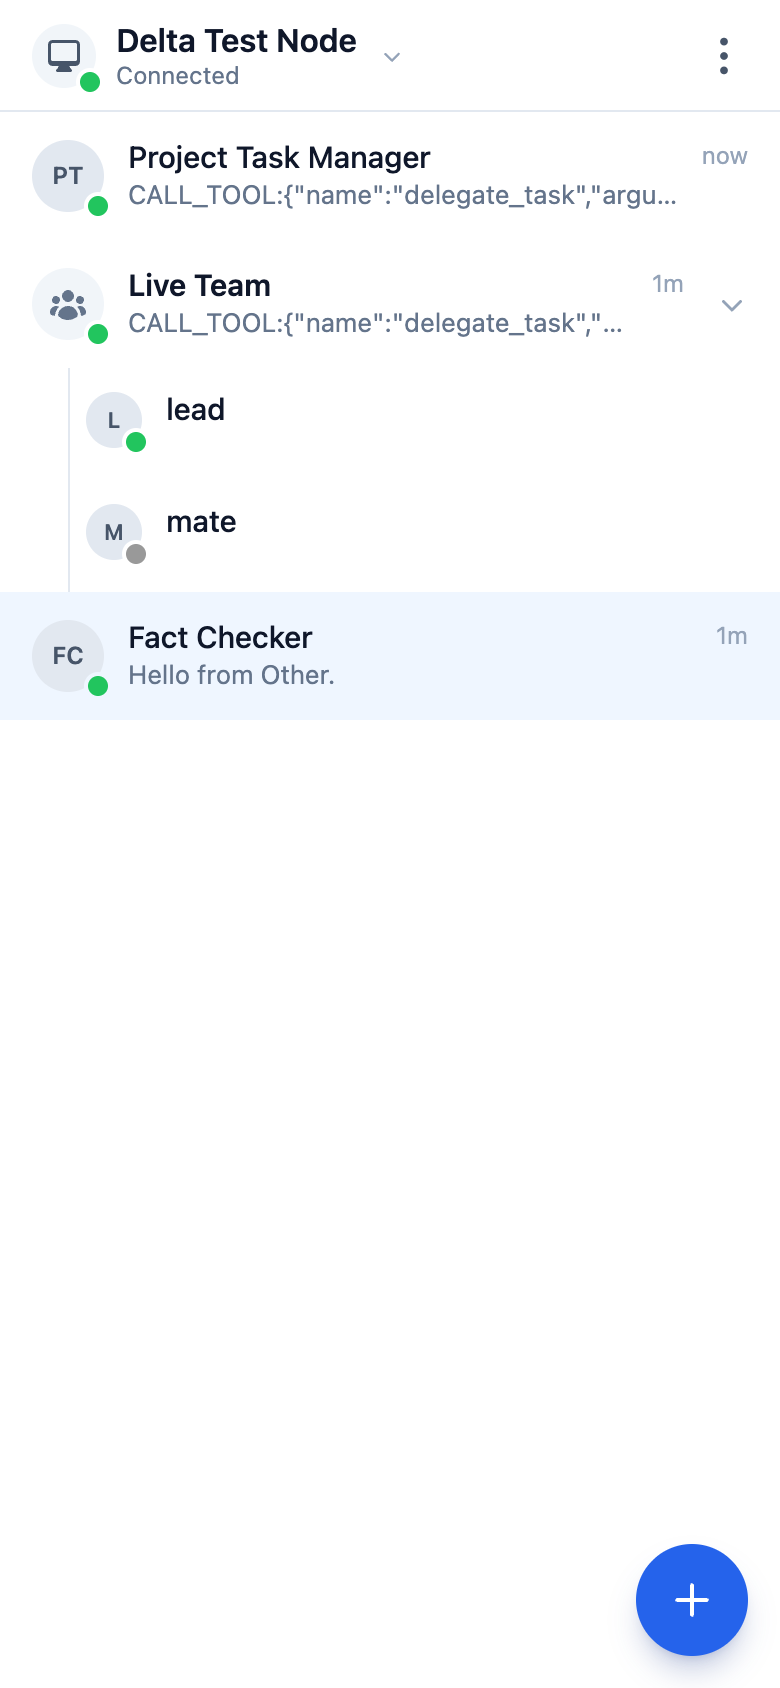 Delta Test Node
Connected
PT
Project Task Manager
now
CALL_TOOL:{"name":"delegate_task","argu...
Live Team
1m
CALL_TOOL:{"name":"delegate_task","...
L
lead
M
mate
FC
Fact Checker
1m
Hello from Other.